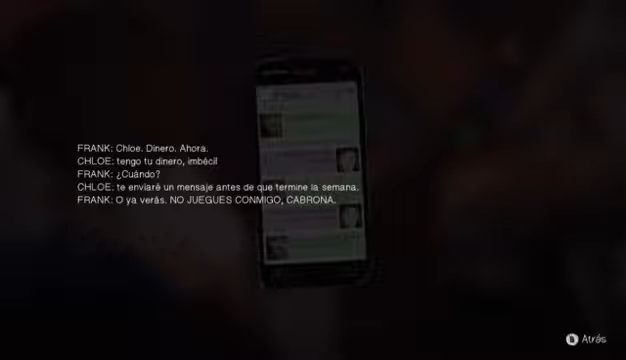 FRANK: Chloe. Dinero. Ahora.
CHLOE: tengo tu dinero, imbécil
FRANK: ¿Cuándo?
CHLOE: te enviaré un mensaje antes de que termine la semana.
FRANK: O ya verás. NO JUEGUES CONMIGO, CABRONA.
Atrás